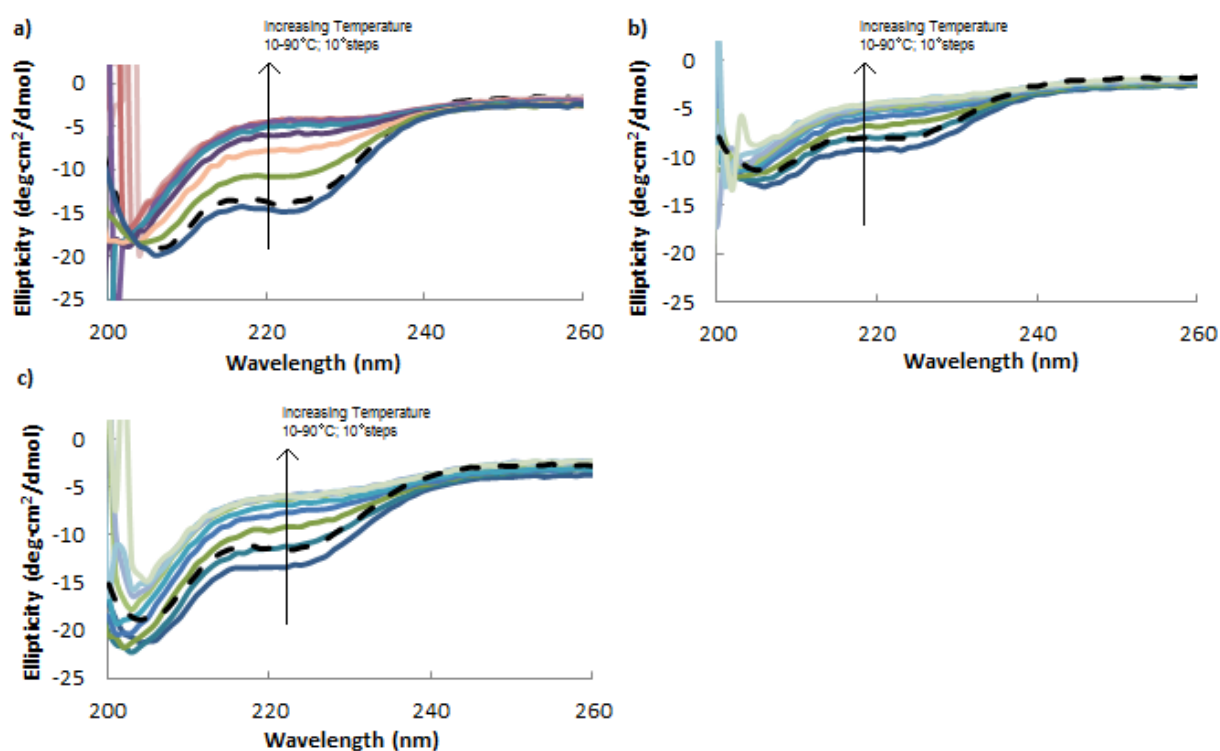 a)
Increasing Temperature
10-90°C; 10°steps
Ellipticity (deg·cm²/dmol)
0
-5
-10
-15
-20
-25
200
220
240
260
Wavelength (nm)
b)
Increasing Temperature
10-90°C; 10°steps
Ellipticity (deg·cm²/dmol)
0
-5
-10
-15
-20
-25
200
220
240
260
Wavelength (nm)
c)
Increasing Temperature
10-90°C; 10°steps
Ellipticity (deg·cm²/dmol)
0
-5
-10
-15
-20
-25
200
220
240
260
Wavelength (nm)